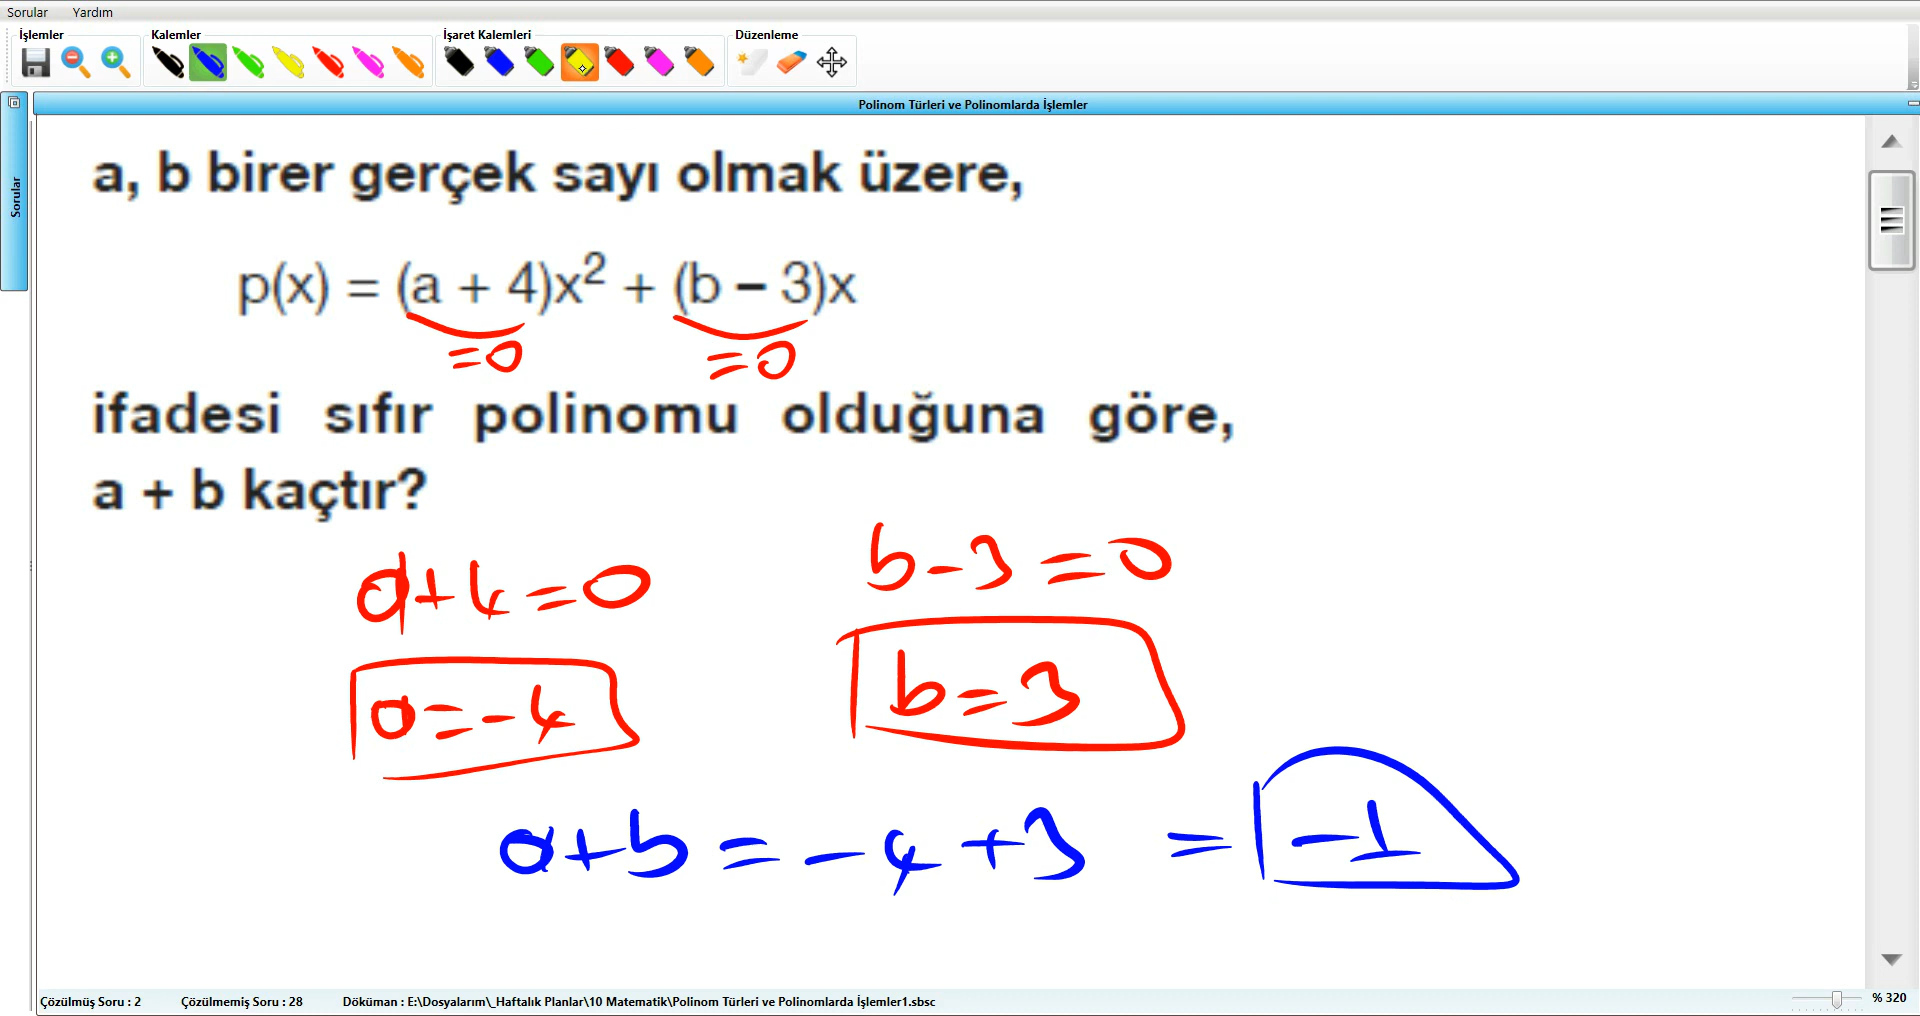 Sorular Yardım
İşlemler Kalemler İşaret Kalemleri Düzenleme
Polinom Türleri ve Polinomlarda İşlemler
Sorular
a, b birer gerçek sayı olmak üzere,
p(x) = (a + 4)x² + (b – 3)x
=0 =0
ifadesi sıfır polinomu olduğuna göre,
a + b kaçtır?
a+4=0 b-3=0
a=-4 b=3
a+b=-4+3 =-1
Çözülmüş Soru : 2 Çözülmemiş Soru : 28 Döküman : E:\Dosyalarım\_Haftalık Planlar\10 Matematik\Polinom Türleri ve Polinomlarda İşlemler1.sbsc % 320